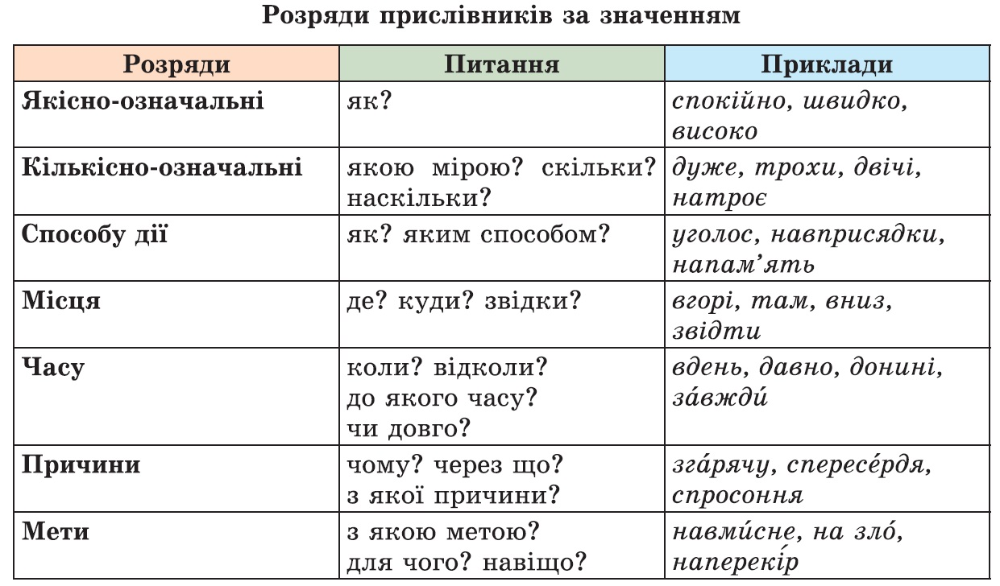 Розряди прислівників за значенням
Розряди
Питання
Приклади
Якісно-означальні
як?
спокійно, швидко,
високо
Кількісно-означальні
якою мірою? скільки?
наскільки?
дуже, трохи, двічі,
натроє
Способу дії
як? яким способом?
уголос, навприсядки,
напам’ять
Місця
де? куди? звідки?
вгорі, там, вниз,
звідти
Часу
коли? відколи?
до якого часу?
чи довго?
вдень, давно, донині,
за́вжди́
Причини
чому? через що?
з якої причини?
зга́рячу, спересе́рдя,
спросоння
Мети
з якою метою?
для чого? навіщо?
навми́сне, на зло́,
напереkі́р